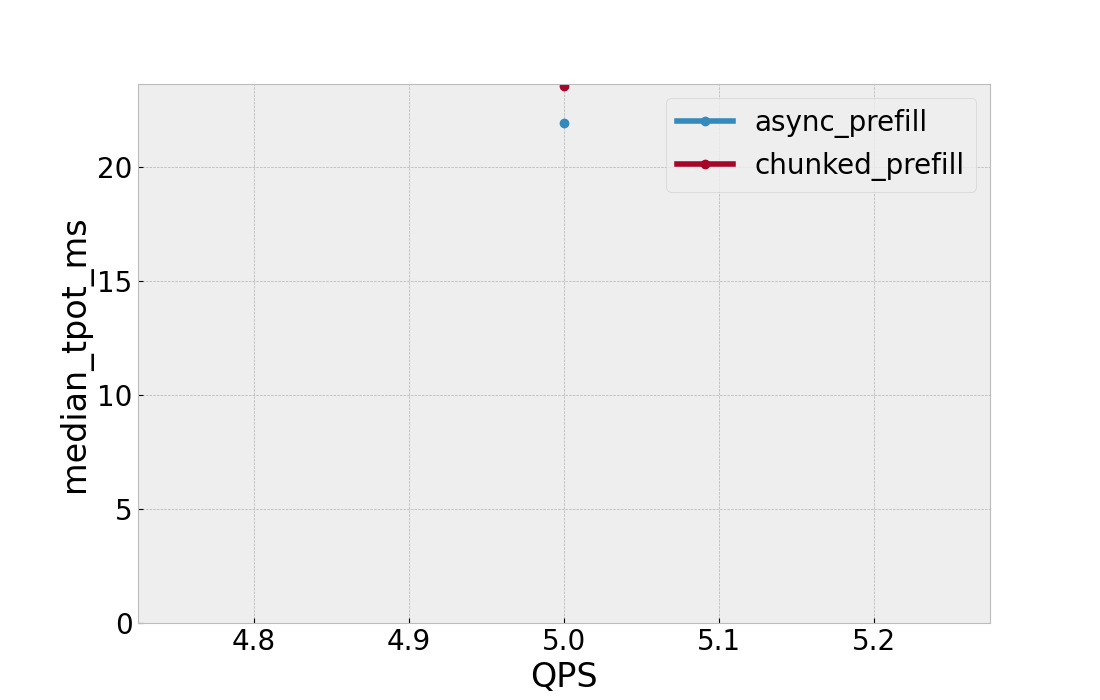 async_prefill
chunked_prefill
median_tpot_ms
20
15
10
5
0
4.8 4.9 5.0 5.1 5.2
QPS